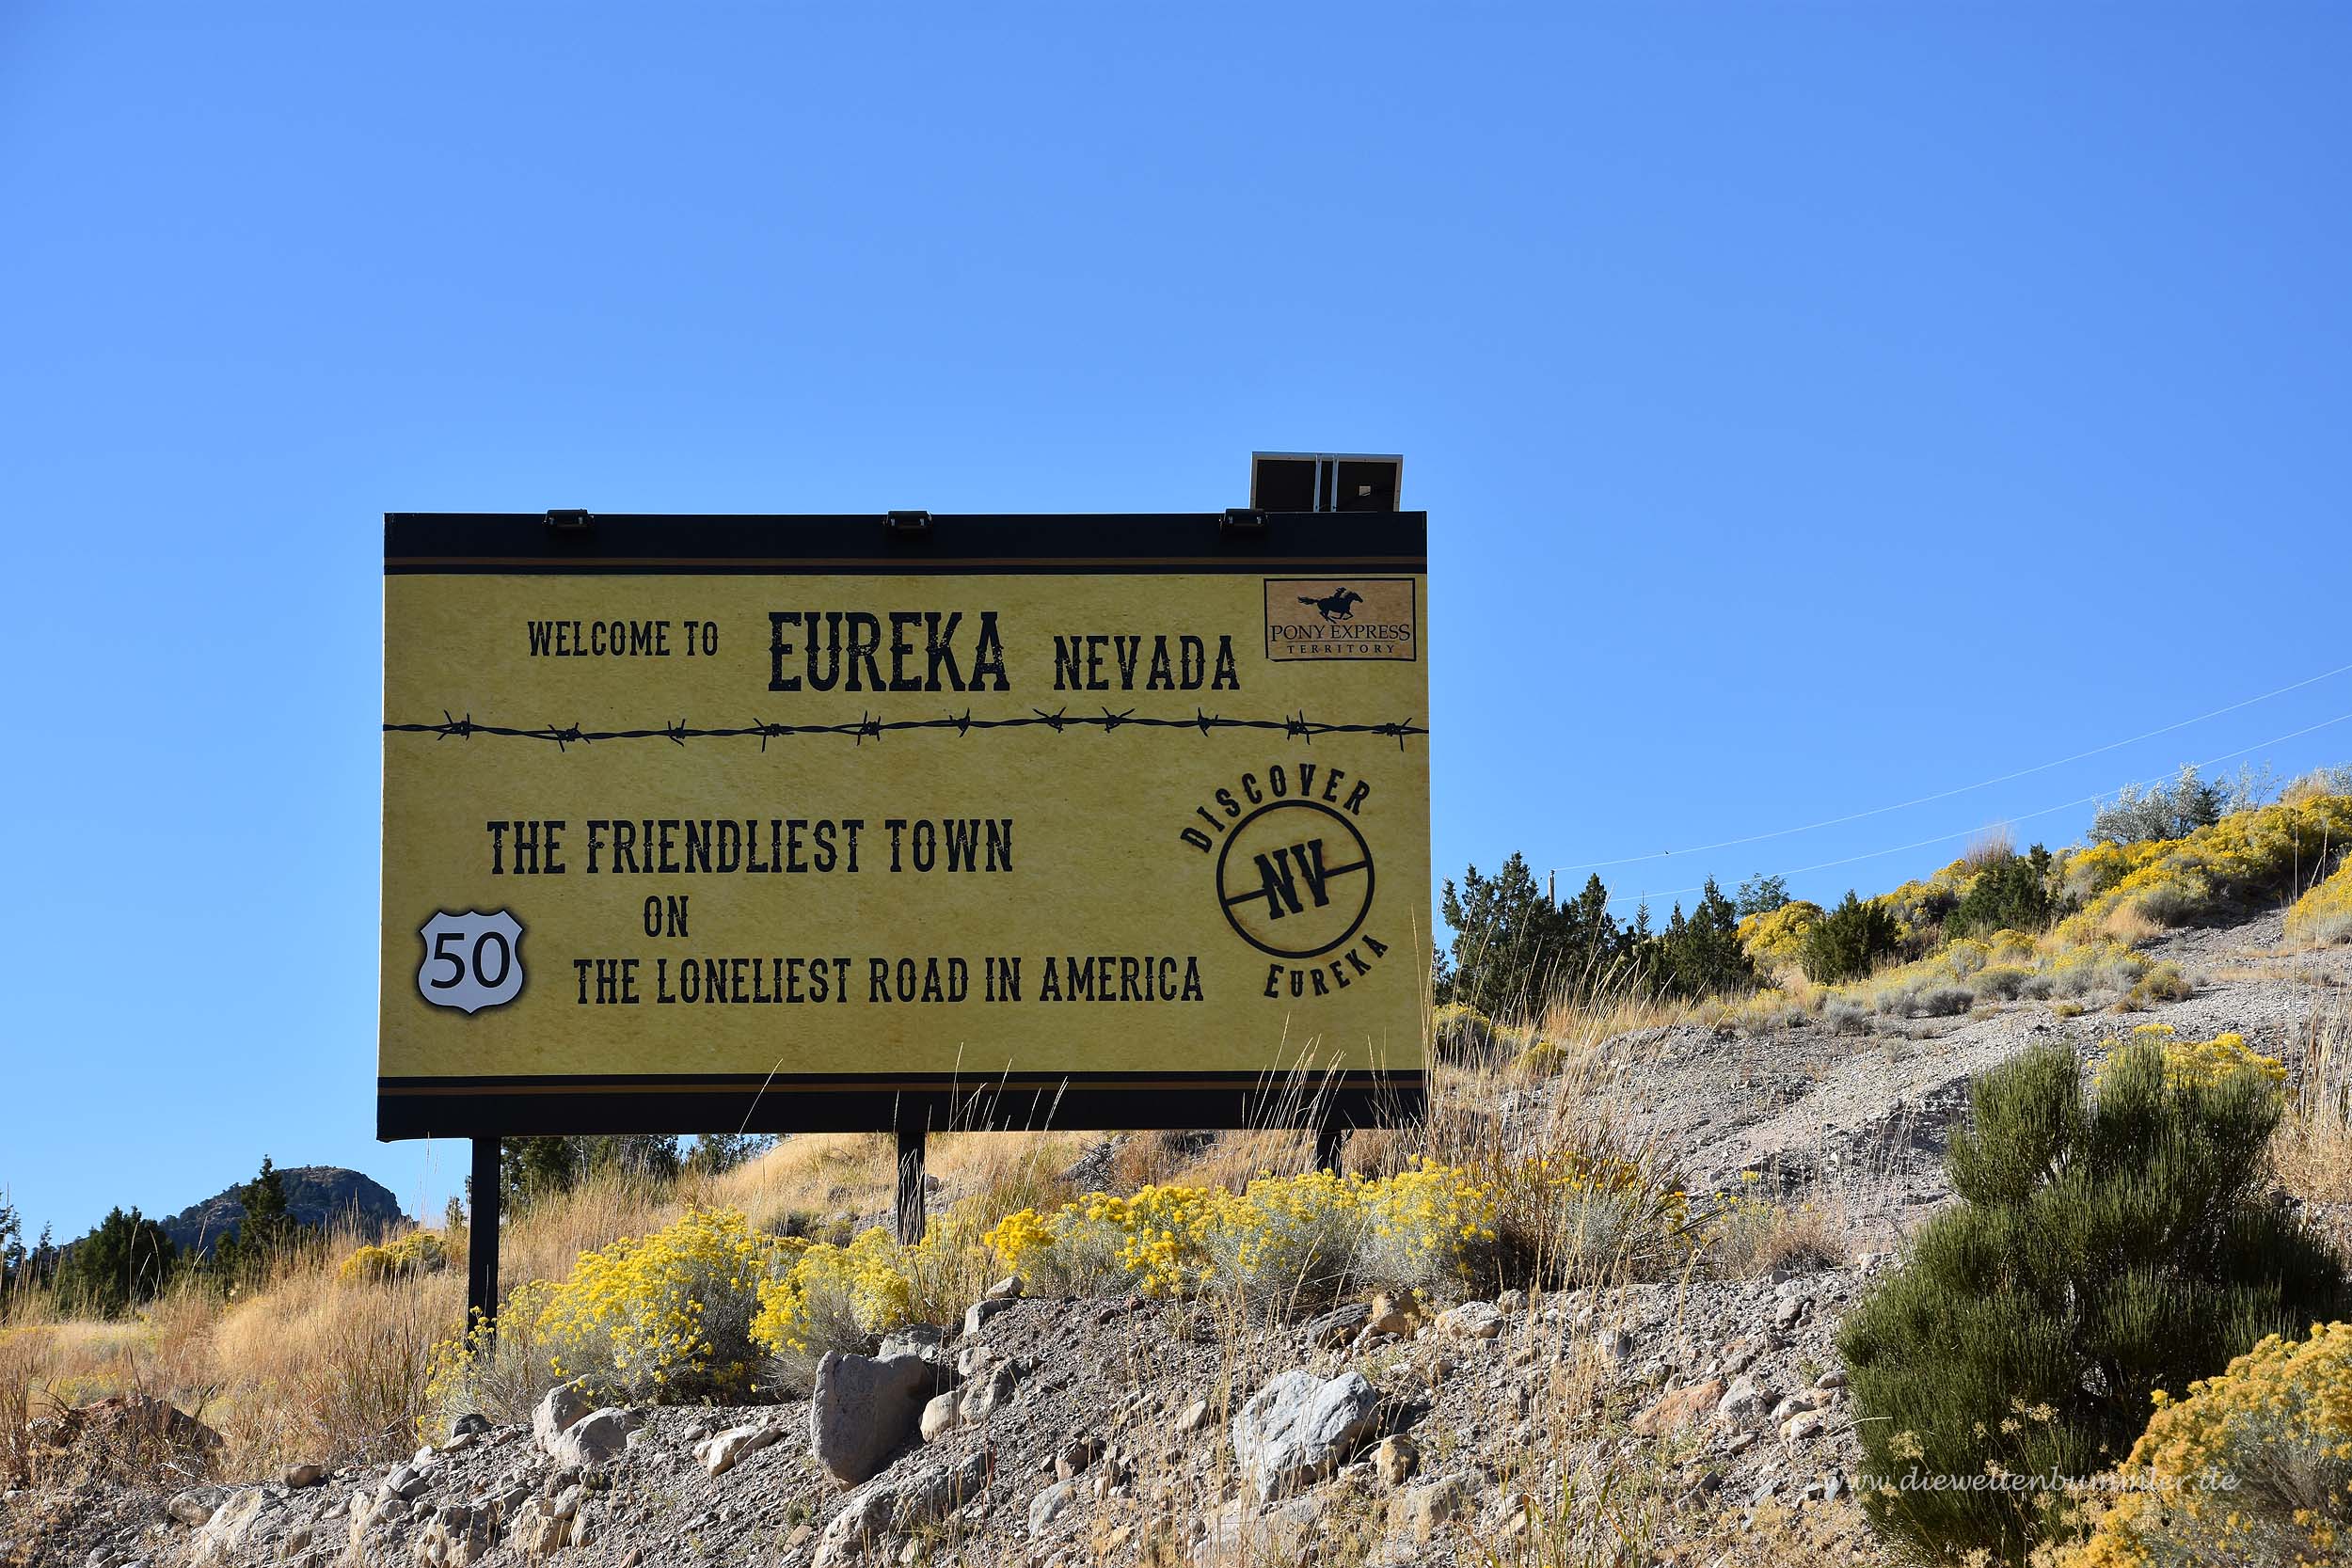 WELCOME TO EUREKA NEVADA
PONY EXPRESS
TERRITORY
THE FRIENDLIEST TOWN
ON
THE LONELIEST ROAD IN AMERICA
50
DISCOVER
NV
EUREKA
www.dieweltenbummler.de